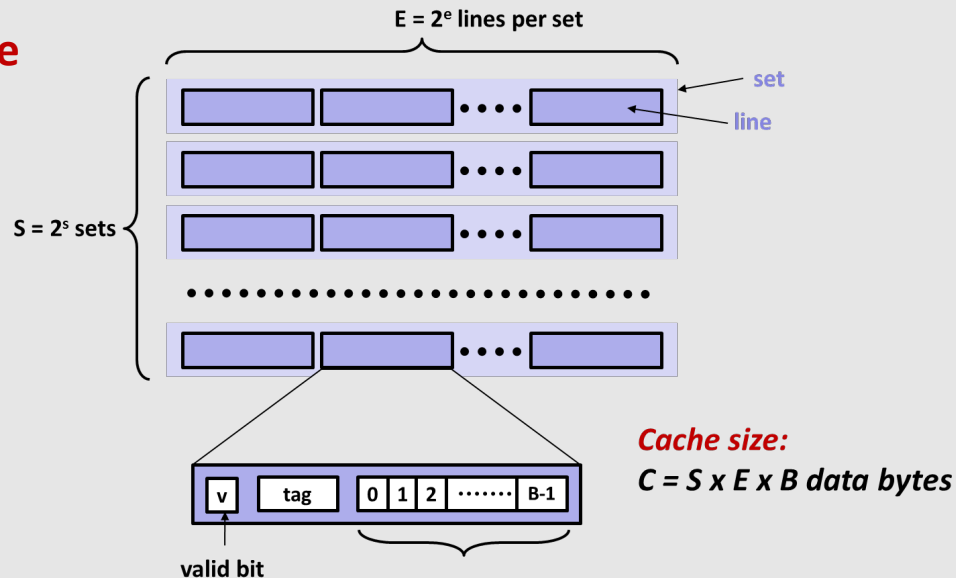 E = 2ᵉ lines per set
e
set
line
S = 2ˢ sets
Cache size:
C = S x E x B data bytes
v tag 0 1 2 ······· B-1
valid bit